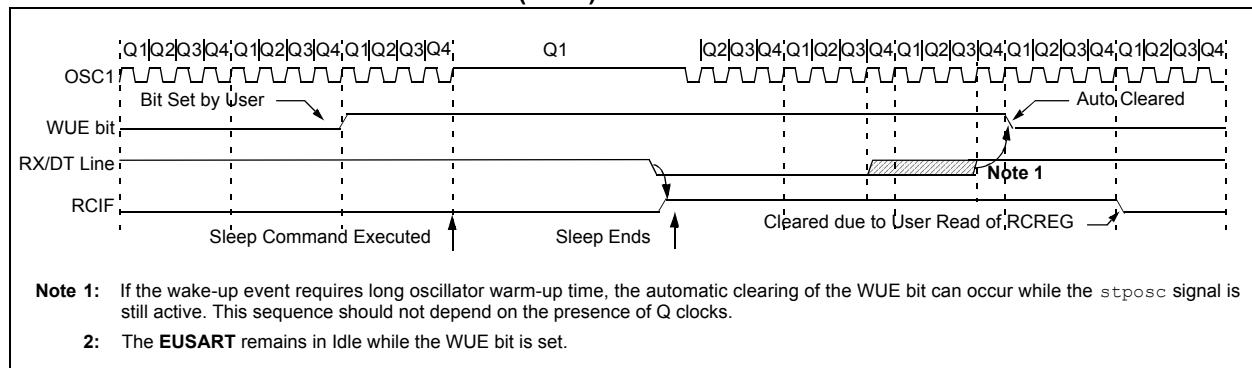 Q1 Q2 Q3 Q4 Q1 Q2 Q3 Q4 Q1 Q2 Q3 Q4 Q1 Q2 Q3 Q4 Q1 Q2 Q3 Q4 Q1 Q2 Q3 Q4 Q1 Q2 Q3 Q4 Q1 Q2 Q3 Q4
OSC1
Bit Set by User Auto Cleared
WUE bit
RX/DT Line
Note 1
RCIF
Cleared due to User Read of RCREG
Sleep Command Executed Sleep Ends
Note 1: If the wake-up event requires long oscillator warm-up time, the automatic clearing of the WUE bit can occur while the stposc signal is
still active. This sequence should not depend on the presence of Q clocks.
2: The EUSART remains in Idle while the WUE bit is set.